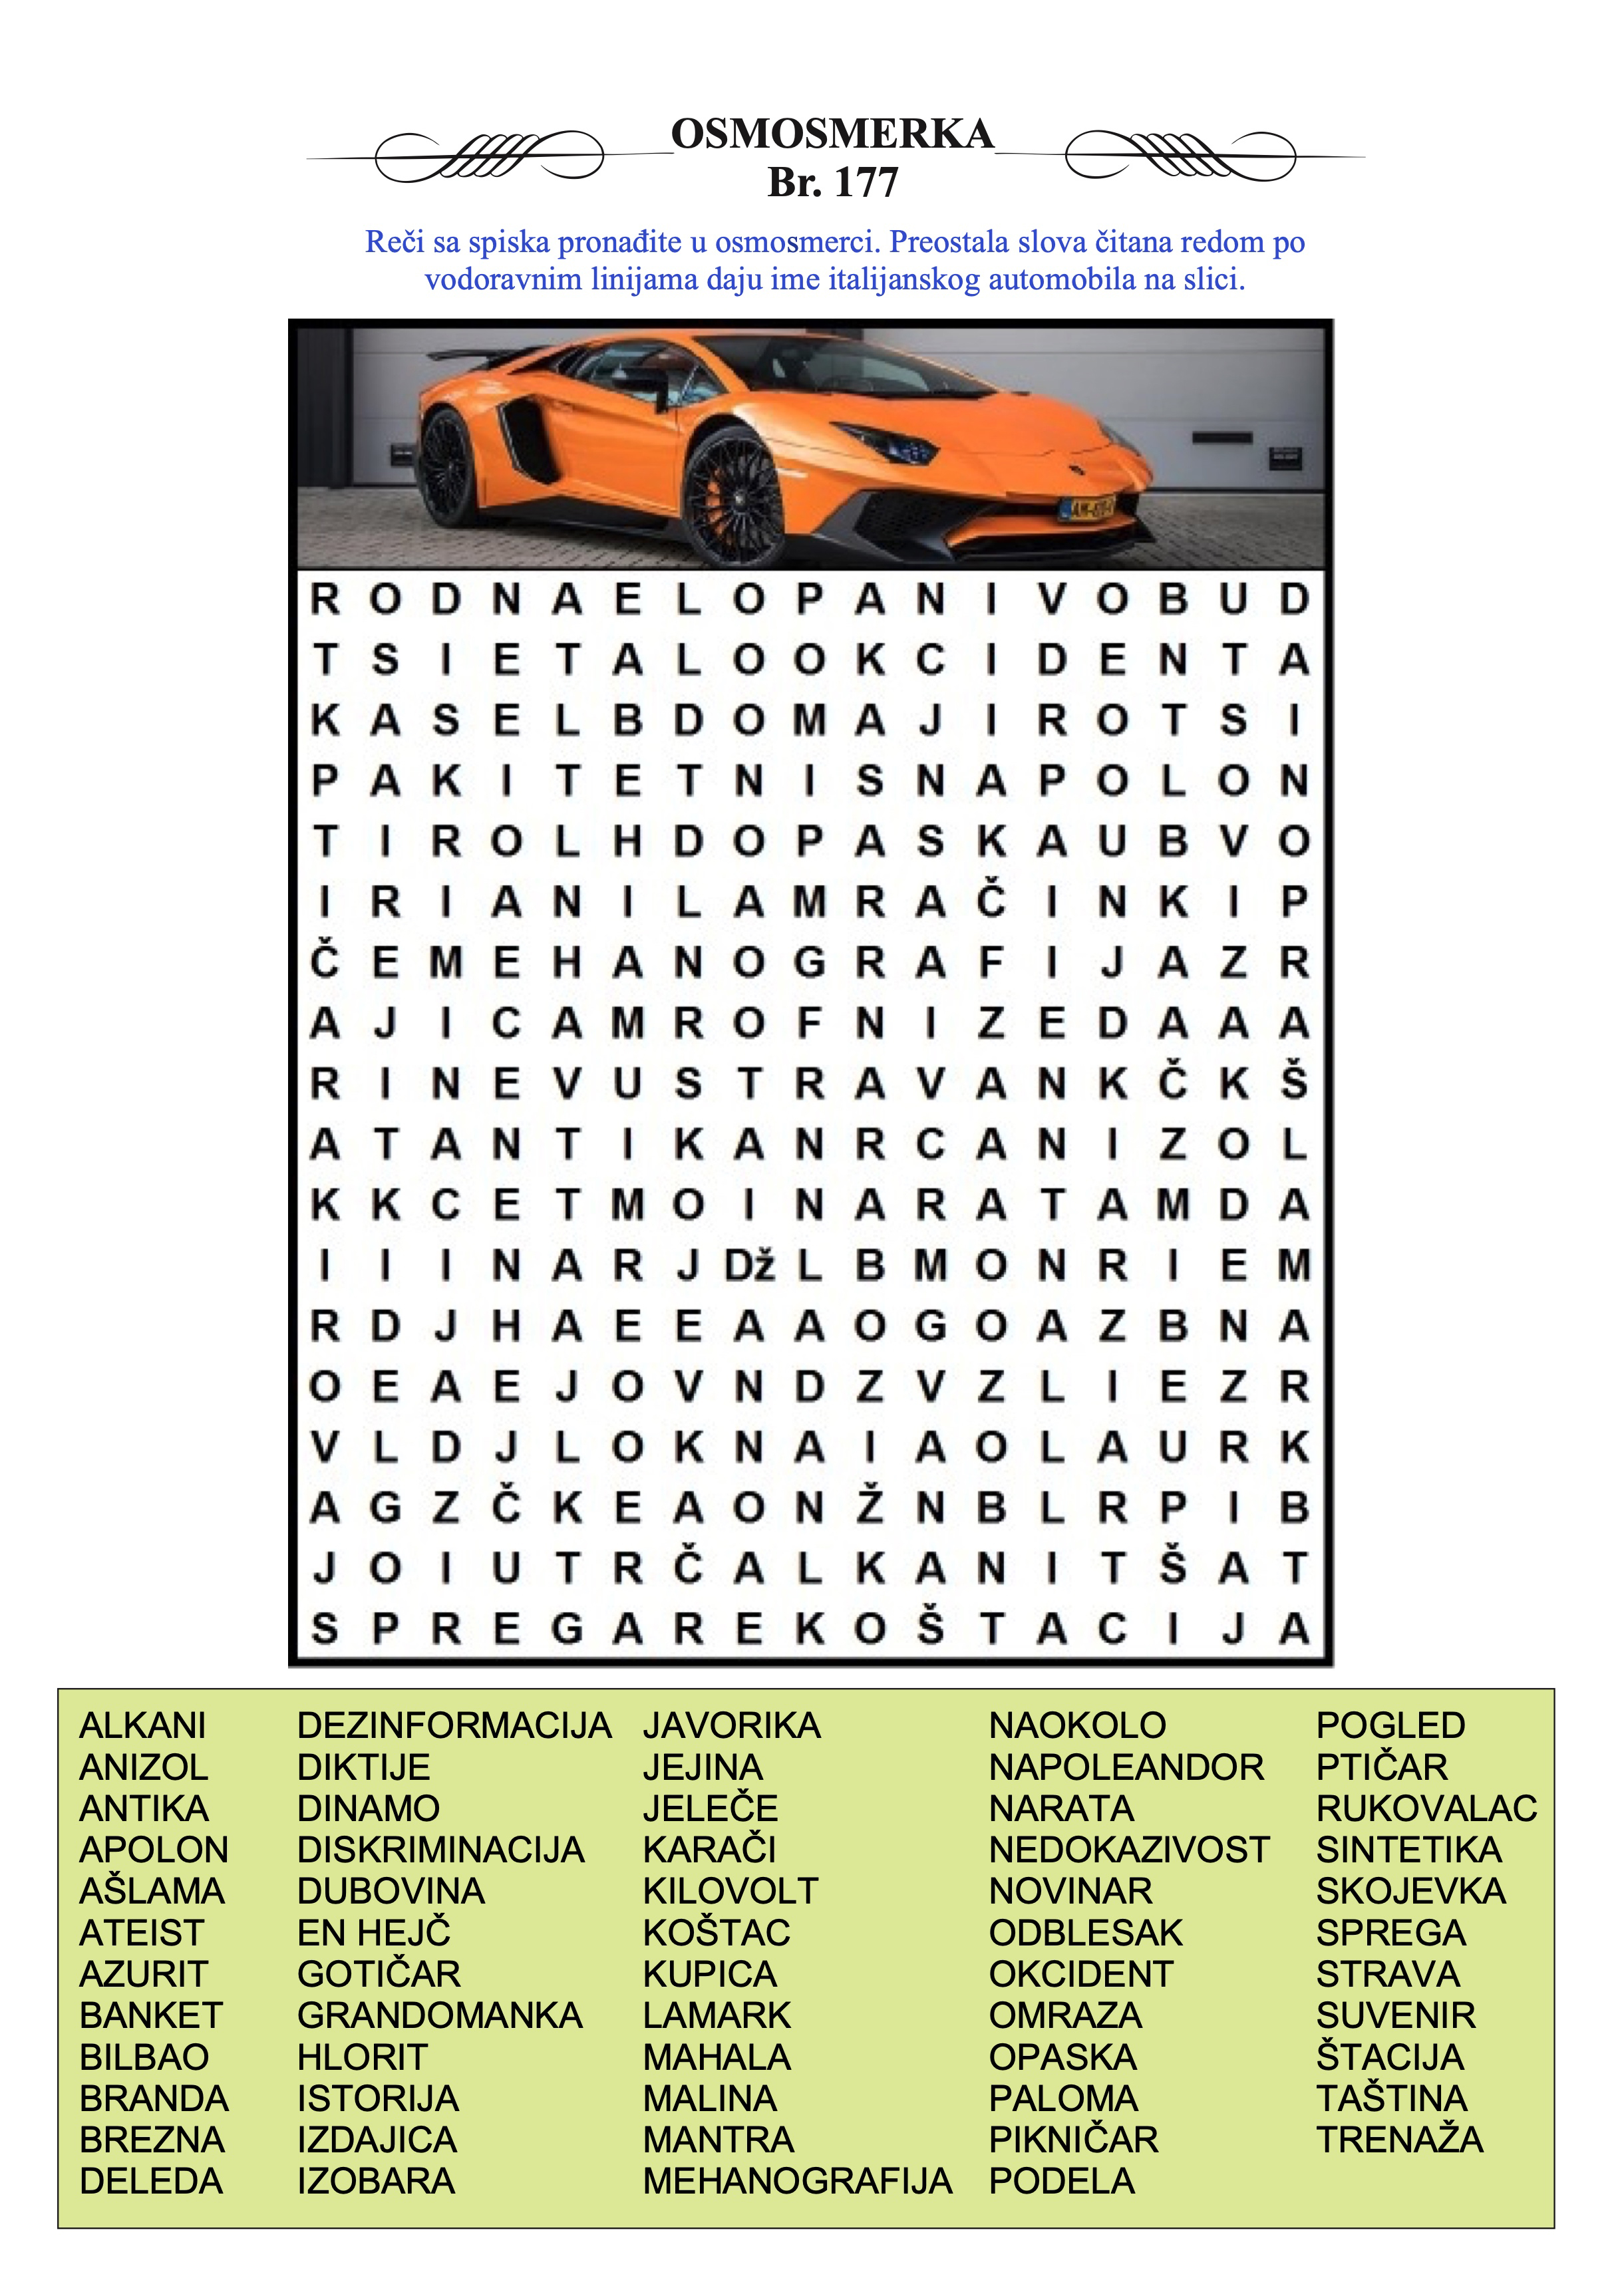 OSMOSMERKA
Br. 177
Reči sa spiska pronađite u osmosmerci. Preostala slova čitana redom po
vodoravnim linijama daju ime italijanskog automobila na slici.
R O D N A E L O P A N I V O B U D
T S I E T A L O O K C I D E N T A
K A S E L B D O M A J I R O T S I
P A K I T E T N I S N A P O L O N
T I R O L H D O P A S K A U B V O
I R I A N I L A M R A Č I N K I P
Č E M E H A N O G R A F I J A Z R
A J I C A M R O F N I Z E D A A A
R I N E V U S T R A V A N K Č K Š
A T A N T I K A N R C A N I Z O L
K K C E T M O I N A R A T A M D A
I I I N A R J Dž L B M O N R I E M
R D J H A E E A A O G O A Z B N A
O E A E J O V N D Z V Z L I E Z R
V L D J L O K N A I A O L A U R K
A G Z Č K E A O N Ž N B L R P I B
J O I U T R Č A L K A N I T Š A T
S P R E G A R E K O Š T A C I J A
ALKANI DEZINFORMACIJA JAVORIKA NAOKOLO POGLED
ANIZOL DIKTIJE JEJINA NAPOLEANDOR PTIČAR
ANTIKA DINAMO JELEČE NARATA RUKOVALAC
APOLON DISKRIMINACIJA KARAČI NEDOKAZIVOST SINTETIKA
AŠLAMA DUBOVINA KILOVOLT NOVINAR SKOJEVKA
ATEIST EN HEJČ KOŠTAC ODBLESAK SPREGA
AZURIT GOTIČAR KUPICA OKCIDENT STRAVA
BANKET GRANDOMANKA LAMARK OMRAZA SUVENIR
BILBAO HLORIT MAHALA OPASKA ŠTACIJA
BRANDA ISTORIJA MALINA PALOMA TAŠTINA
BREZNA IZDAJICA MANTRA PIKNIČAR TRENAŽA
DELEDA IZOBARA MEHANOGRAFIJA PODELA